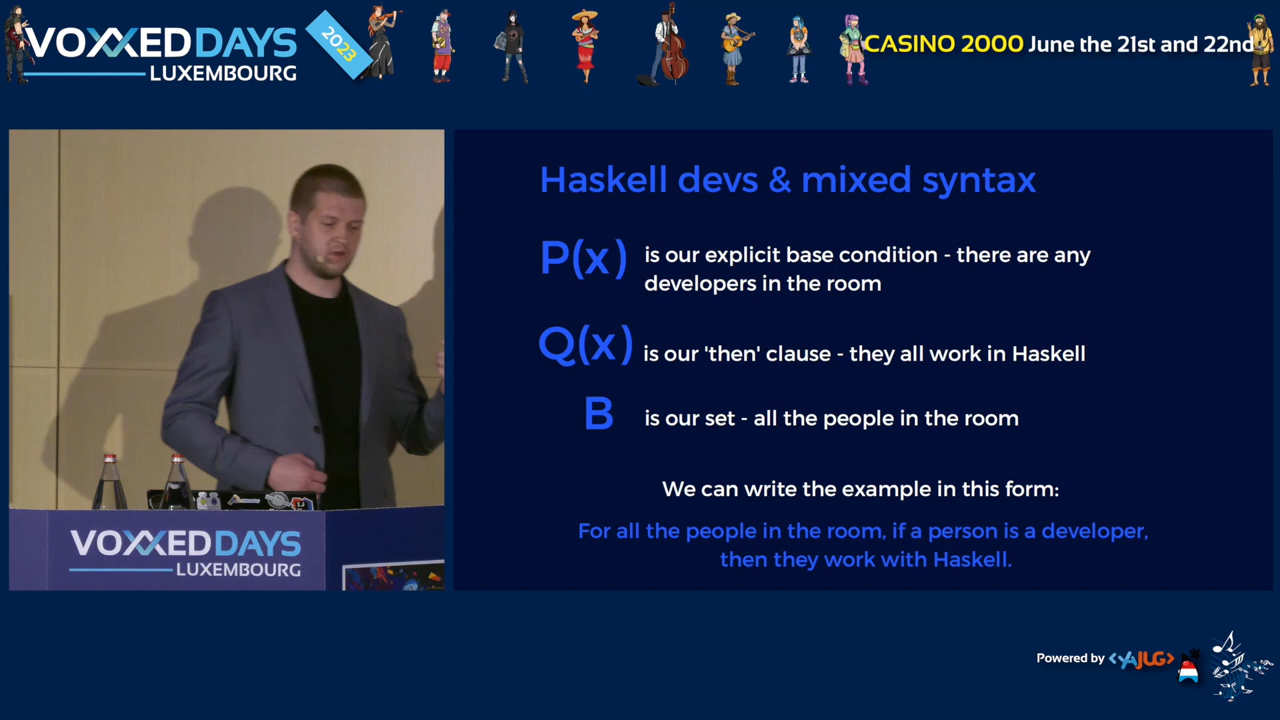 VOXXED DAYS
LUXEMBOURG
2023
CASINO 2000 June the 21st and 22nd
Haskell devs & mixed syntax
P(x) is our explicit base condition - there are any
developers in the room
Q(x) is our 'then' clause - they all work in Haskell
B is our set - all the people in the room
We can write the example in this form:
For all the people in the room, if a person is a developer,
then they work with Haskell.
VOXXED DAYS
LUXEMBOURG
Powered by <YAJUG>